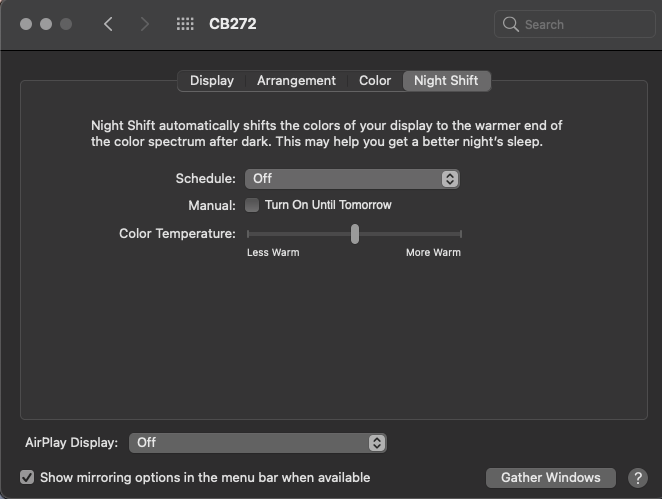 CB272
Search
Display Arrangement Color Night Shift
Night Shift automatically shifts the colors of your display to the warmer end of
the color spectrum after dark. This may help you get a better night's sleep.
Schedule: Off
Manual: Turn On Until Tomorrow
Color Temperature:
Less Warm More Warm
AirPlay Display: Off
Show mirroring options in the menu bar when available
Gather Windows ?